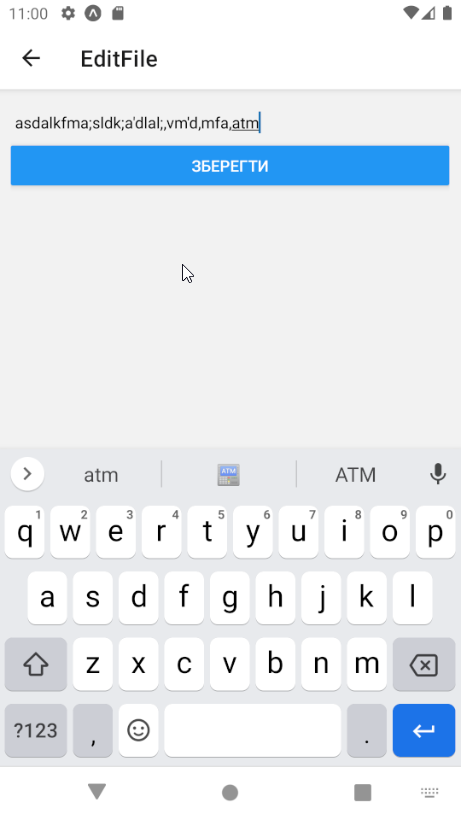 11:00
EditFile
asdalkfma;sldk;a'dlal;,vm'd,mfa,atm
ЗБЕРЕГТИ
atm ATM ATM
q1 w2 e3 r4 t5 y6 u7 i8 o9 p0
a s d f g h j k l
z x c v b n m
?123 , .